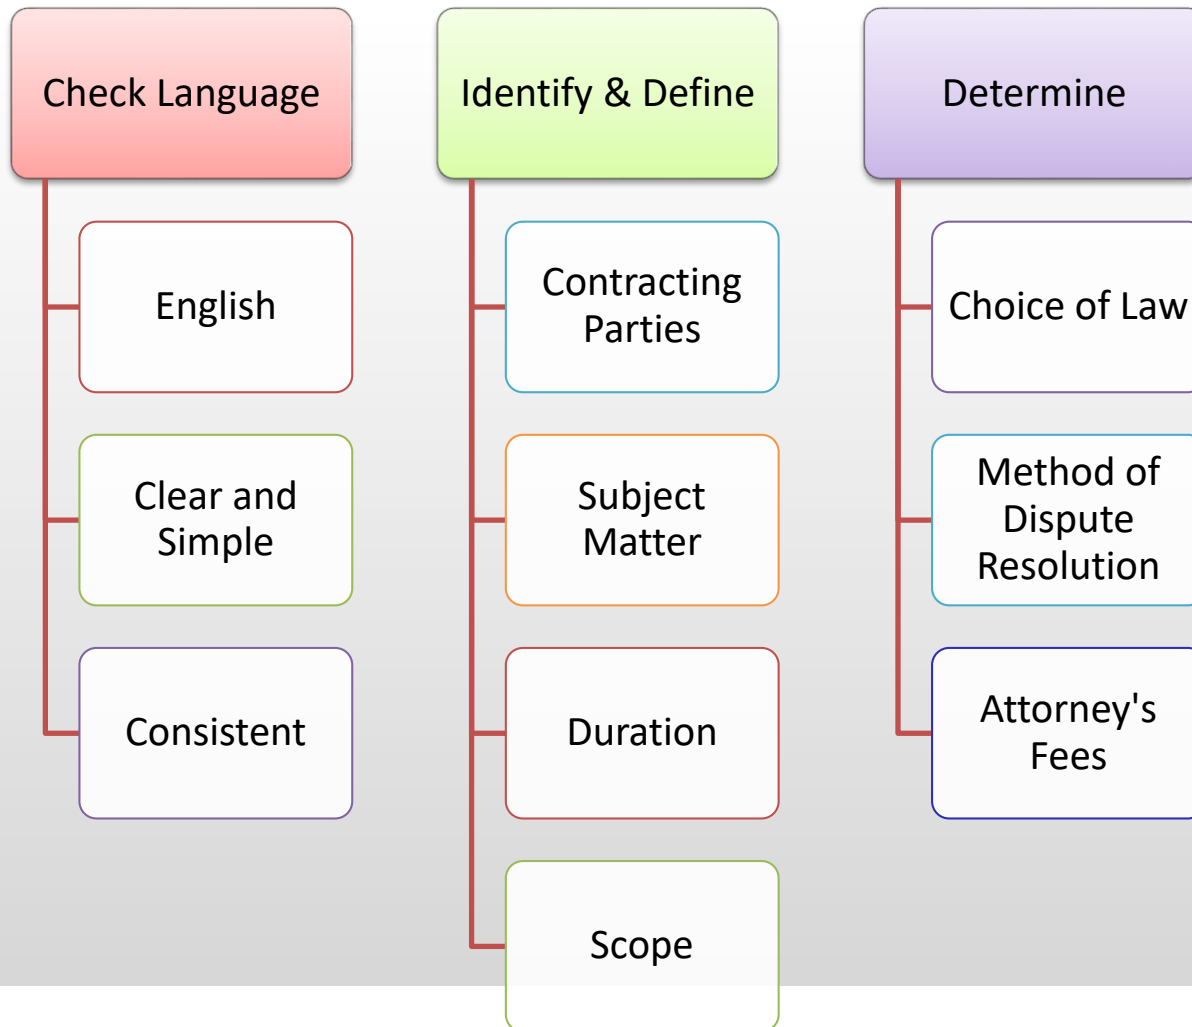 Check Language
English
Clear and
Simple
Consistent
Identify & Define
Contracting
Parties
Subject
Matter
Duration
Scope
Determine
Choice of Law
Method of
Dispute
Resolution
Attorney's
Fees